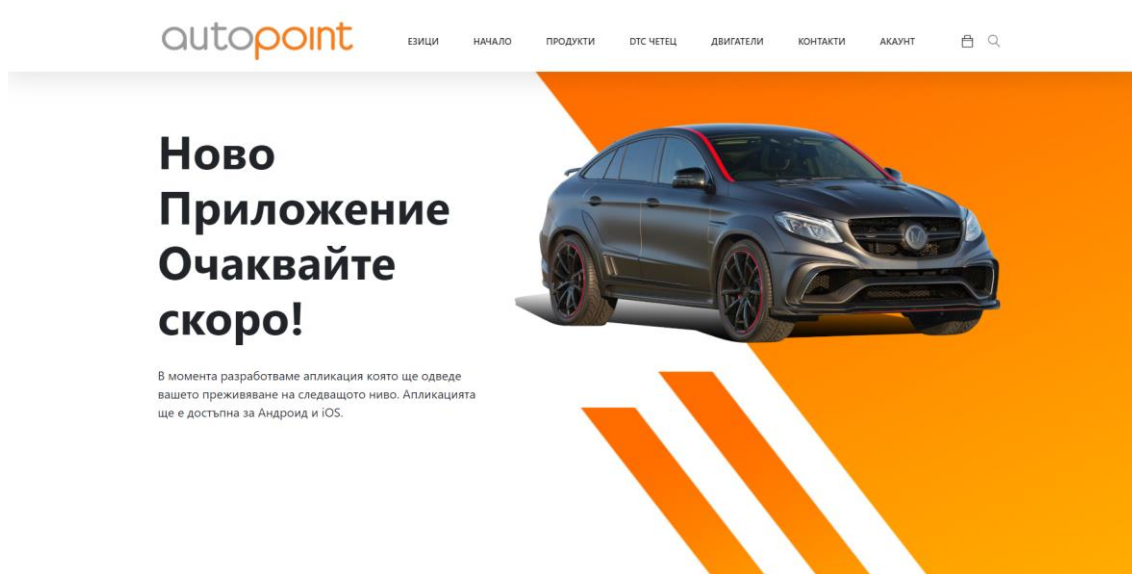 autopoint
ЕЗИЦИ НАЧАЛО ПРОДУКТИ DTC ЧЕТЕЦ ДВИГАТЕЛИ КОНТАКТИ АКАУНТ
Ново
Приложение
Очаквайте
скоро!
В момента разработваме апликация която ще одведе
вашето преживяване на следващото ниво. Апликацията
ще е достъпна за Андроид и iOS.